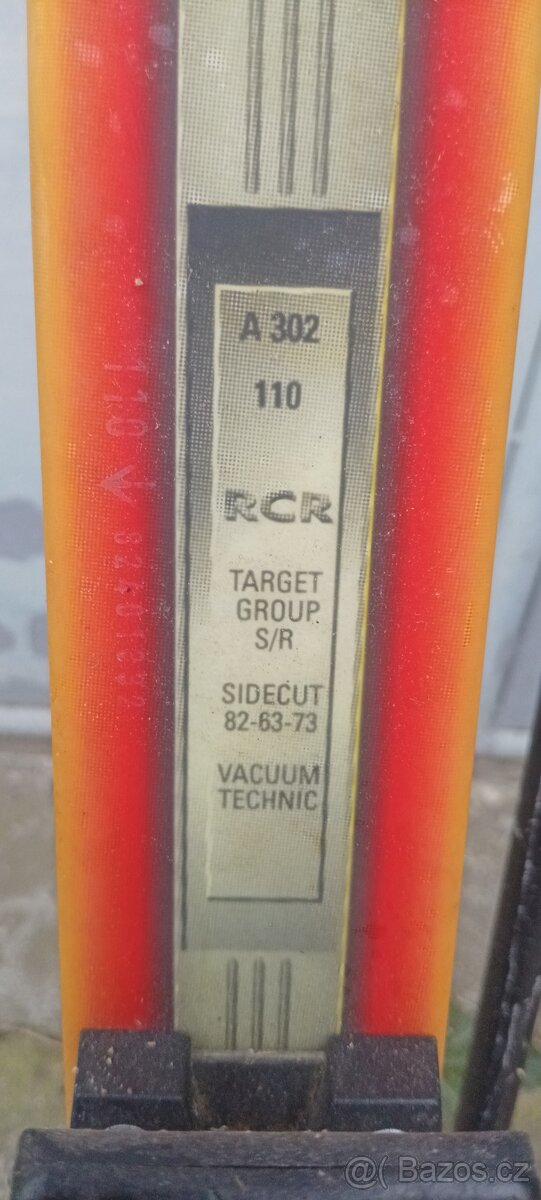 A 302
110
RCR
TARGET
GROUP
S/R
SIDECUT
82-63-73
VACUUM
TECHNIC
110
@( Bazos.cz